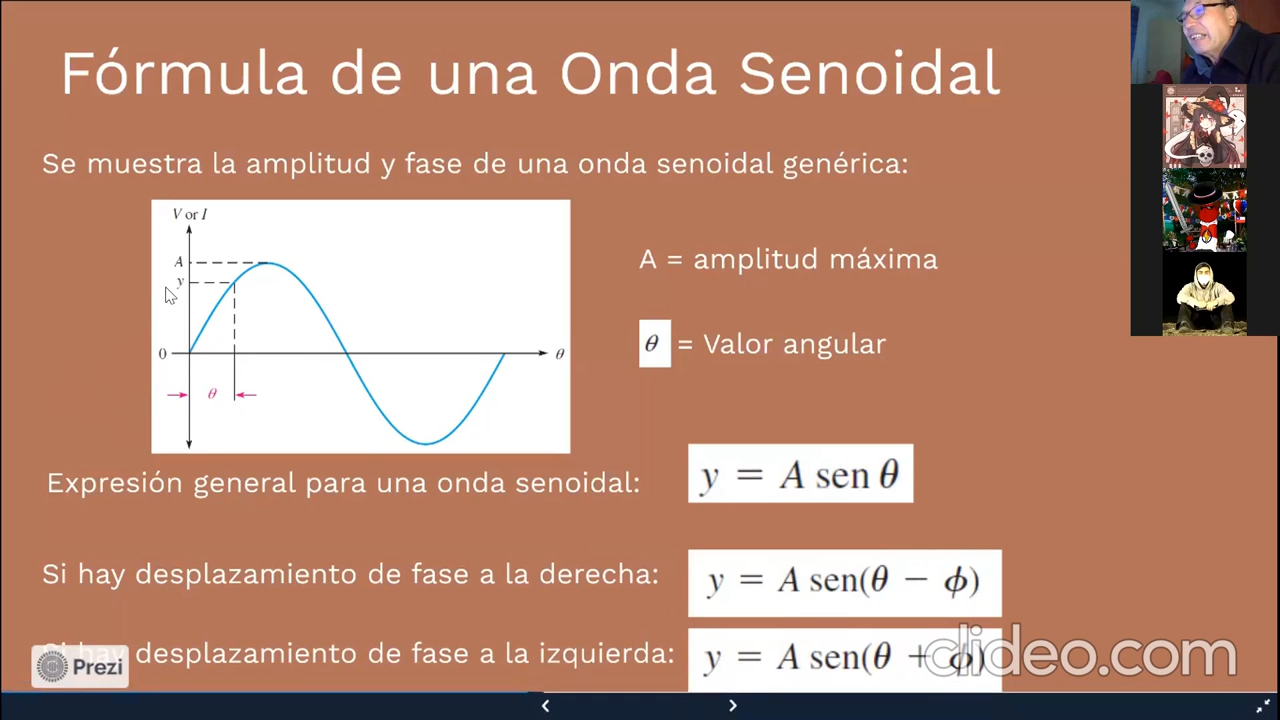 Fórmula de una Onda Senoidal
Se muestra la amplitud y fase de una onda senoidal genérica:
V or I
A
y
0
θ
θ
A = amplitud máxima
θ = Valor angular
Expresión general para una onda senoidal:
y = A sen θ
Si hay desplazamiento de fase a la derecha:
y = A sen(θ − ϕ)
Si hay desplazamiento de fase a la izquierda:
y = A sen(θ + ϕ)
Prezi
clideo.com